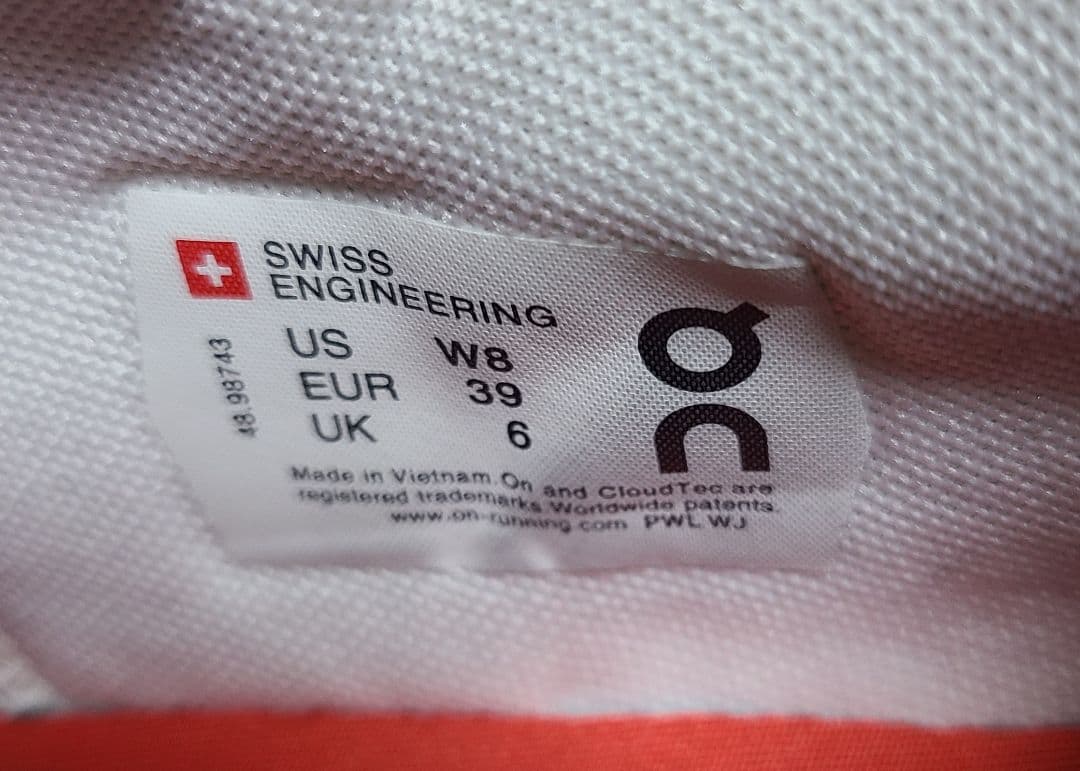 SWISS
ENGINEERING
US W8
EUR 39
UK 6
48.98743
On
Made in Vietnam. On and CloudTec are
registered trademarks Worldwide patents
www.on-running.com PWL WJ